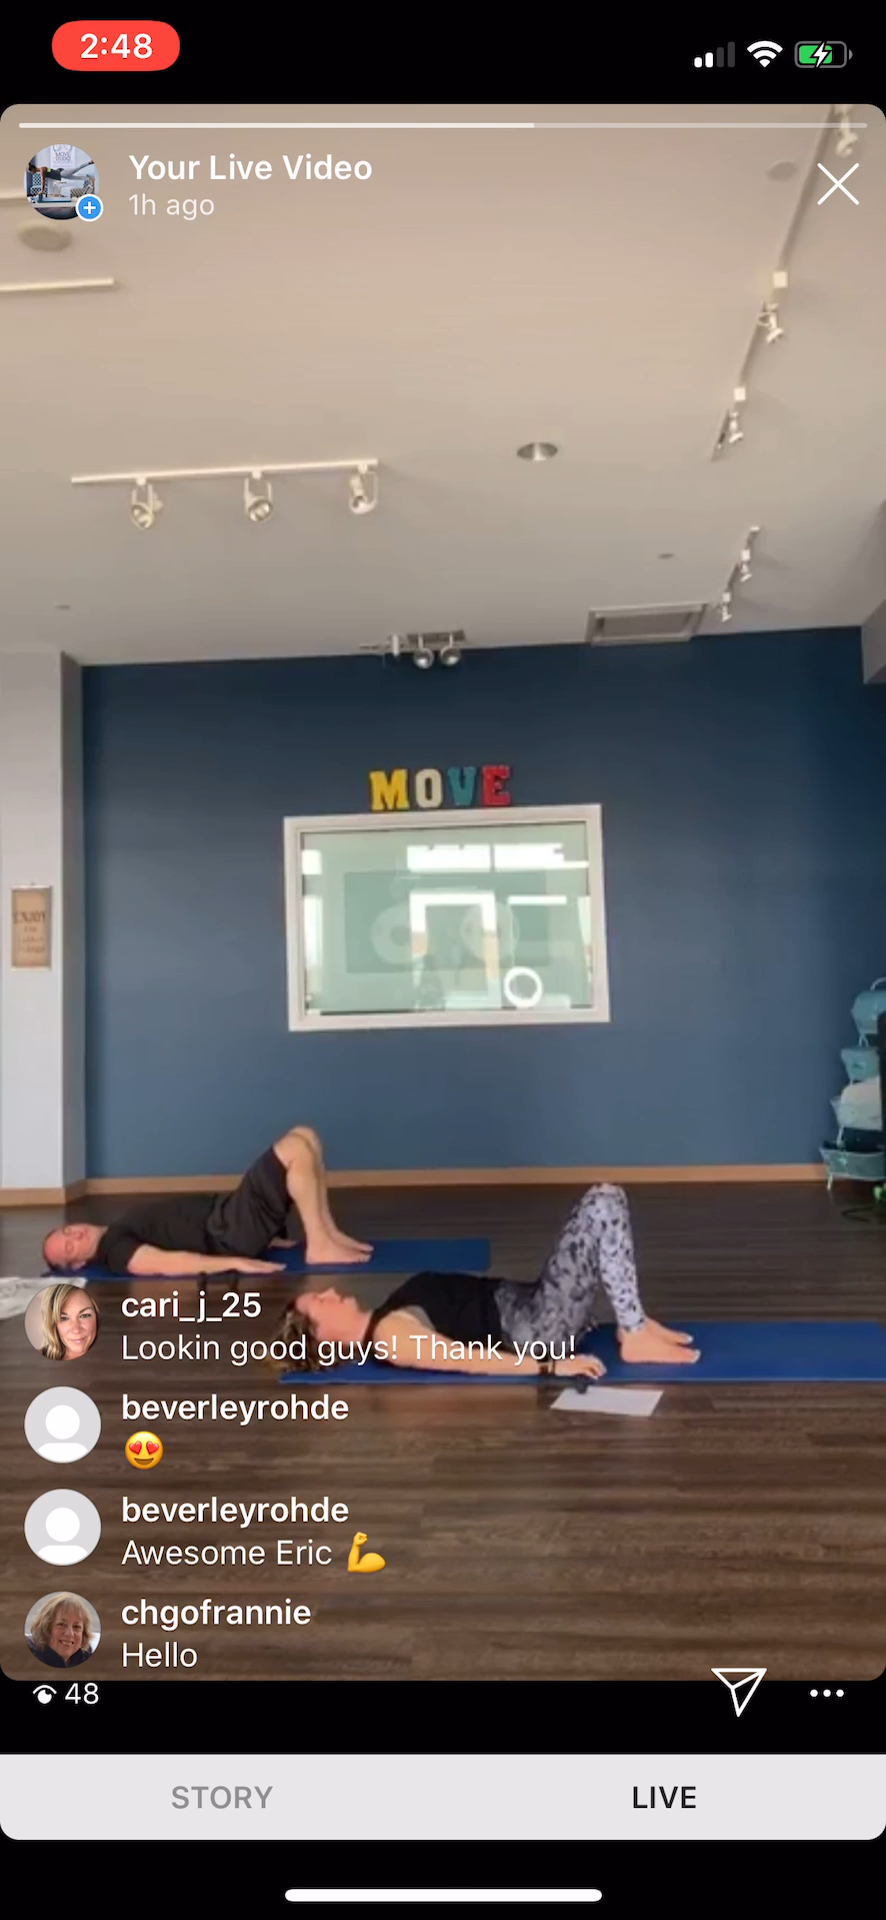 2:48
Your Live Video
1h ago
MOVE
ENJOY
cari_j_25
Lookin good guys! Thank you!
beverleyrohde
😍
beverleyrohde
Awesome Eric 💪
chgofrannie
Hello
48
STORY
LIVE